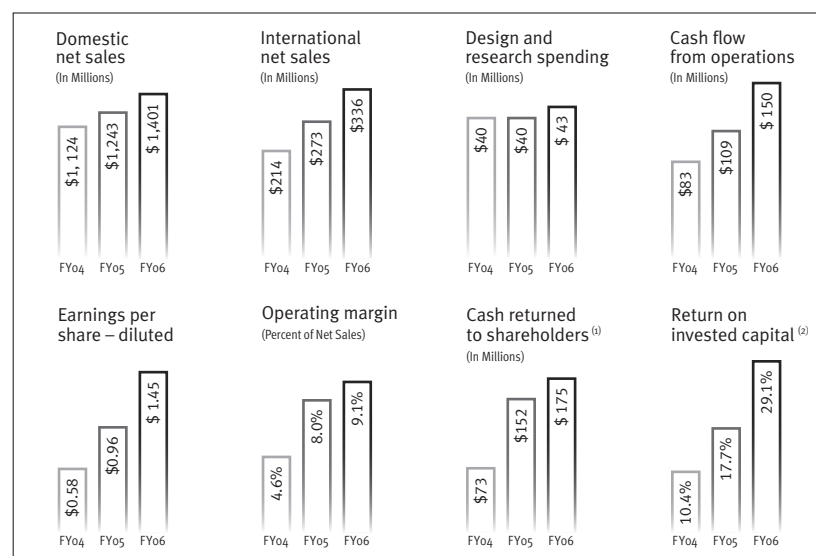 Domestic
net sales
(In Millions)
$1,124
$1,243
$1,401
FY04 FY05 FY06
International
net sales
(In Millions)
$214
$273
$336
FY04 FY05 FY06
Design and
research spending
$40
$40
$43
FY04 FY05 FY06
Cash flow
from operations
(In Millions)
$83
$109
$150
FY04 FY05 FY06
Earnings per
share – diluted
$0.58
$0.96
$1.45
FY04 FY05 FY06
Operating margin
(Percent of Net Sales)
4.6%
8.0%
9.1%
FY04 FY05 FY06
Cash returned
to shareholders (1)
(In Millions)
$73
$152
$175
FY04 FY05 FY06
Return on
invested capital (2)
10.4%
17.7%
29.1%
FY04 FY05 FY06